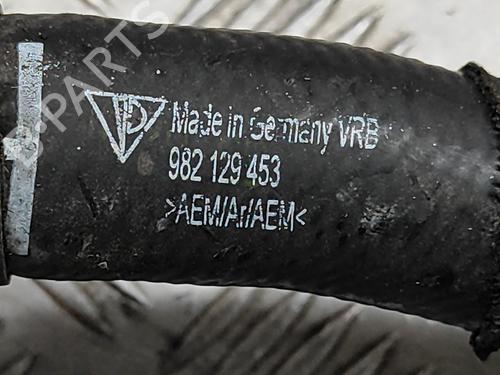 Made in Germany VRB
982 129 453
>AEM/Ar/AEM<